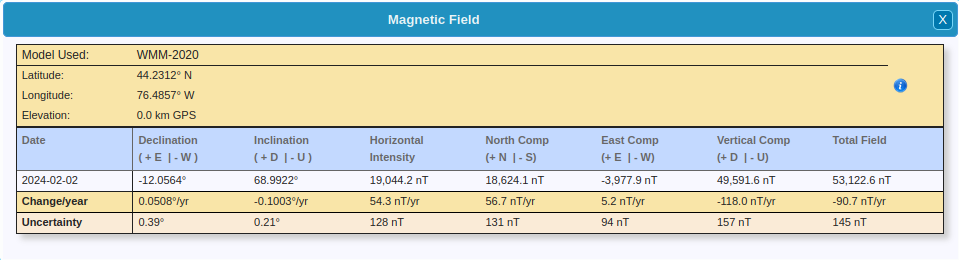 Magnetic Field
X
Model Used: WMM-2020
Latitude: 44.2312° N
Longitude: 76.4857° W
i
Elevation: 0.0 km GPS
Date Declination Inclination Horizontal North Comp East Comp Vertical Comp Total Field
( + E | - W ) ( + D | - U ) Intensity (+ N | - S) (+ E | - W) (+ D | - U)
2024-02-02 -12.0564° 68.9922° 19,044.2 nT 18,624.1 nT -3,977.9 nT 49,591.6 nT 53,122.6 nT
Change/year 0.0508°/yr -0.1003°/yr 54.3 nT/yr 56.7 nT/yr 5.2 nT/yr -118.0 nT/yr -90.7 nT/yr
Uncertainty 0.39° 0.21° 128 nT 131 nT 94 nT 157 nT 145 nT